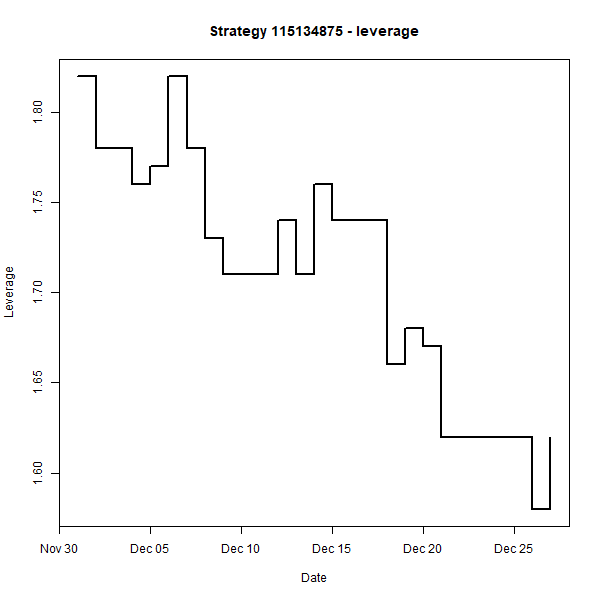 Strategy 115134875 - leverage
Leverage
1.80
1.75
1.70
1.65
1.60
Nov 30 Dec 05 Dec 10 Dec 15 Dec 20 Dec 25
Date